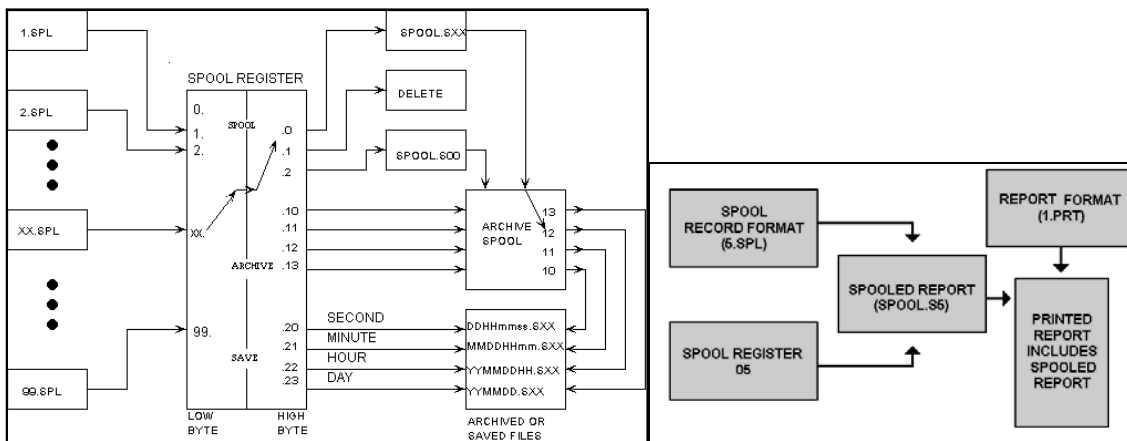 1.SPL
2.SPL
XX.SPL
99.SPL
SPOOL REGISTER
0.
1.
2.
XX.
99.
SPOOL
ARCHIVE
SAVE
.0
.1
.2
.10
.11
.12
.13
.20
.21
.22
.23
LOW
BYTE
HIGH
BYTE
SECOND
MINUTE
HOUR
DAY
SPOOL.SXX
DELETE
SPOOL.S00
ARCHIVE
SPOOL
13
12
11
10
DDHHmmss.SXX
MMDDHHmm.SXX
YYMMDDHH.SXX
YYMMDD.SXX
ARCHIVED OR
SAVED FILES
SPOOL
RECORD FORMAT
(5.SPL)
SPOOL REGISTER
05
SPOOLED REPORT
(SPOOL.S5)
REPORT FORMAT
(1.PRT)
PRINTED
REPORT
INCLUDES
SPOOLED
REPORT